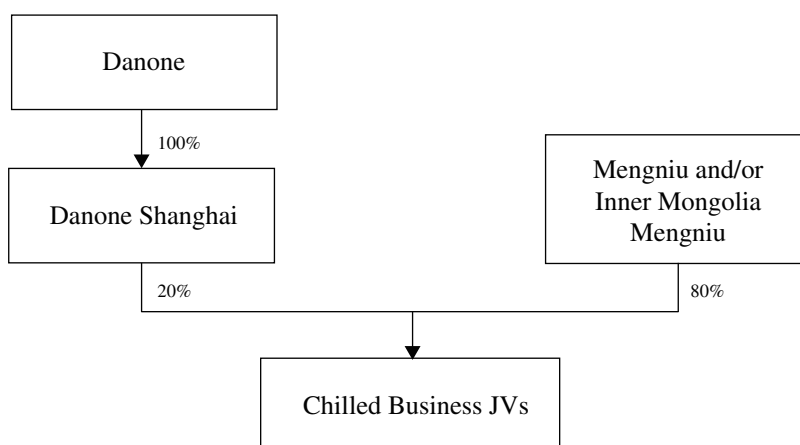 Danone
100%
Danone Shanghai
Mengniu and/or
Inner Mongolia
Mengniu
20%
80%
Chilled Business JVs